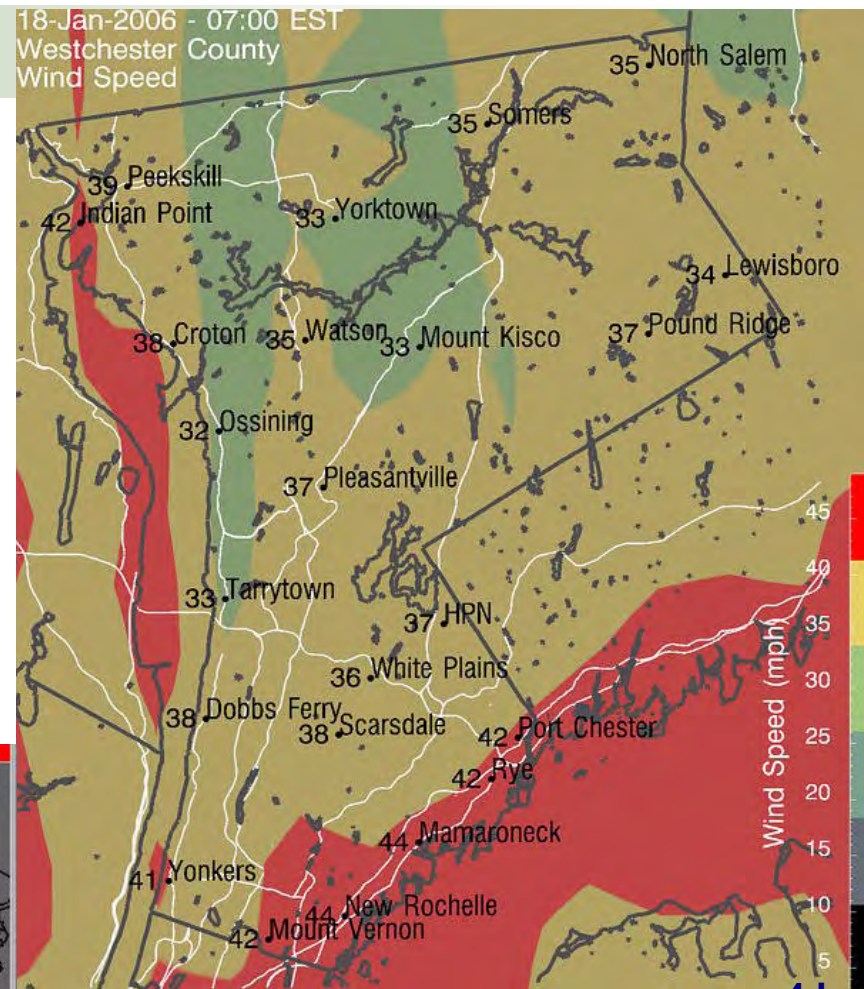 18-Jan-2006 - 07:00 EST
Westchester County
Wind Speed
35 North Salem
35 Somers
39 Peekskill
42 Indian Point
33 Yorktown
34 Lewisboro
38 Croton
35 Watson
33 Mount Kisco
37 Pound Ridge
32 Ossining
37 Pleasantville
33 Tarrytown
37 HPN
36 White Plains
38 Dobbs Ferry
38 Scarsdale
42 Port Chester
42 Rye
44 Mamaroneck
41 Yonkers
44 New Rochelle
42 Mount Vernon
Wind Speed (mph)
45
40
35
30
25
20
15
10
5